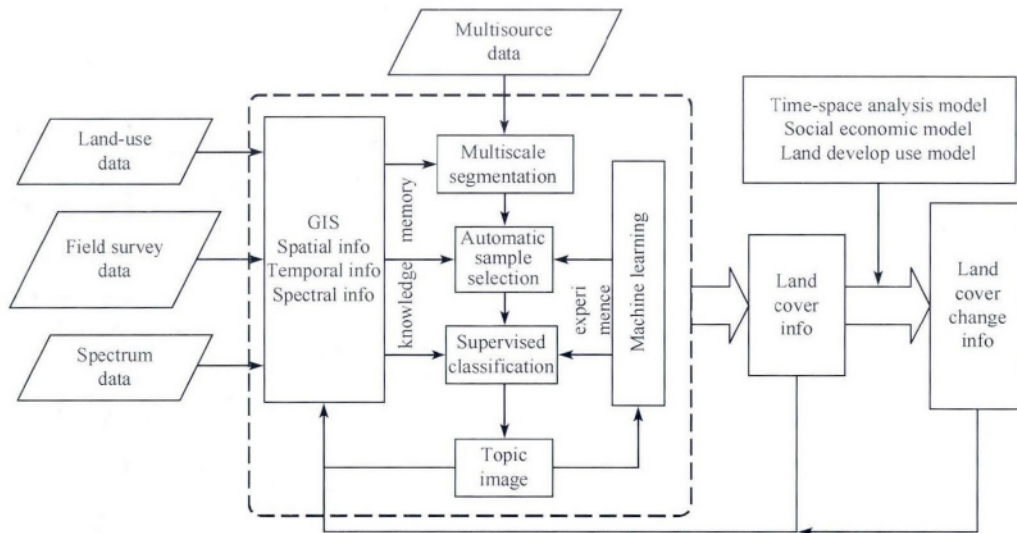 Multisource
data
Land-use
data
Field survey
data
Spectrum
data
GIS
Spatial info
Temporal info
Spectral info
memory
knowledge
Multiscale
segmentation
Automatic
sample
selection
Supervised
classification
Topic
image
experi
mence
Machine learning
Time-space analysis model
Social economic model
Land develop use model
Land
cover
info
Land
cover
change
info